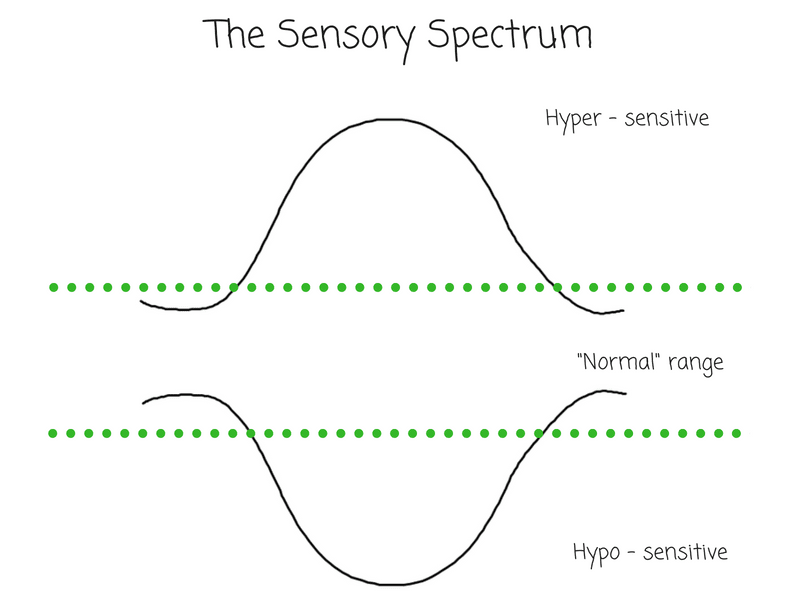 The Sensory Spectrum
Hyper - sensitive
"Normal" range
Hypo - sensitive